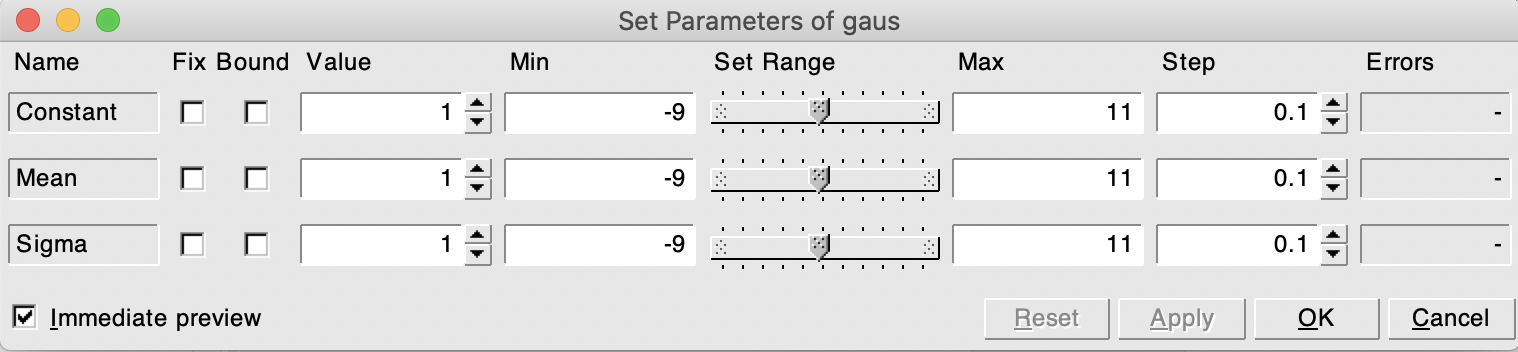 Set Parameters of gaus
Name Fix Bound Value Min Set Range Max Step Errors
Constant 1 -9 11 0.1 -
Mean 1 -9 11 0.1 -
Sigma 1 -9 11 0.1 -
Immediate preview Reset Apply OK Cancel